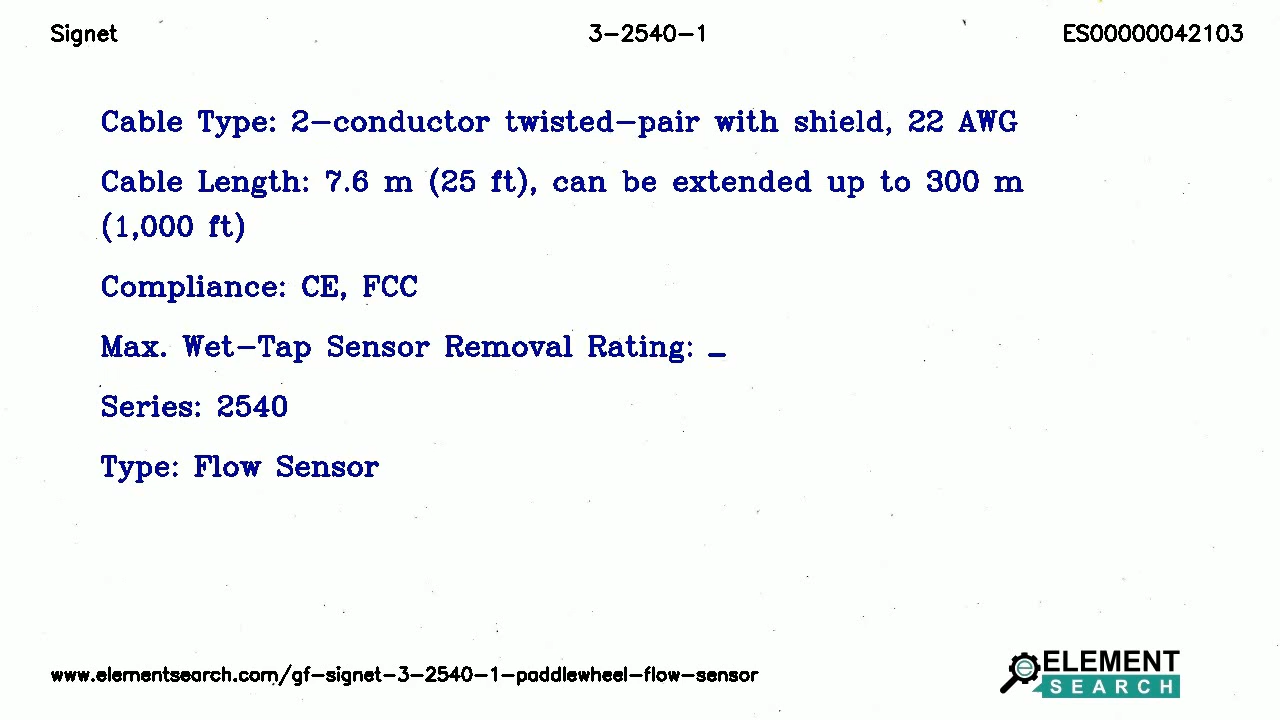 Signet 3-2540-1 ES00000042103
Cable Type: 2-conductor twisted-pair with shield, 22 AWG
Cable Length: 7.6 m (25 ft), can be extended up to 300 m
(1,000 ft)
Compliance: CE, FCC
Max. Wet-Tap Sensor Removal Rating: _
Series: 2540
Type: Flow Sensor
www.elementsearch.com/gf-signet-3-2540-1-paddlewheel-flow-sensor
ELEMENT
SEARCH